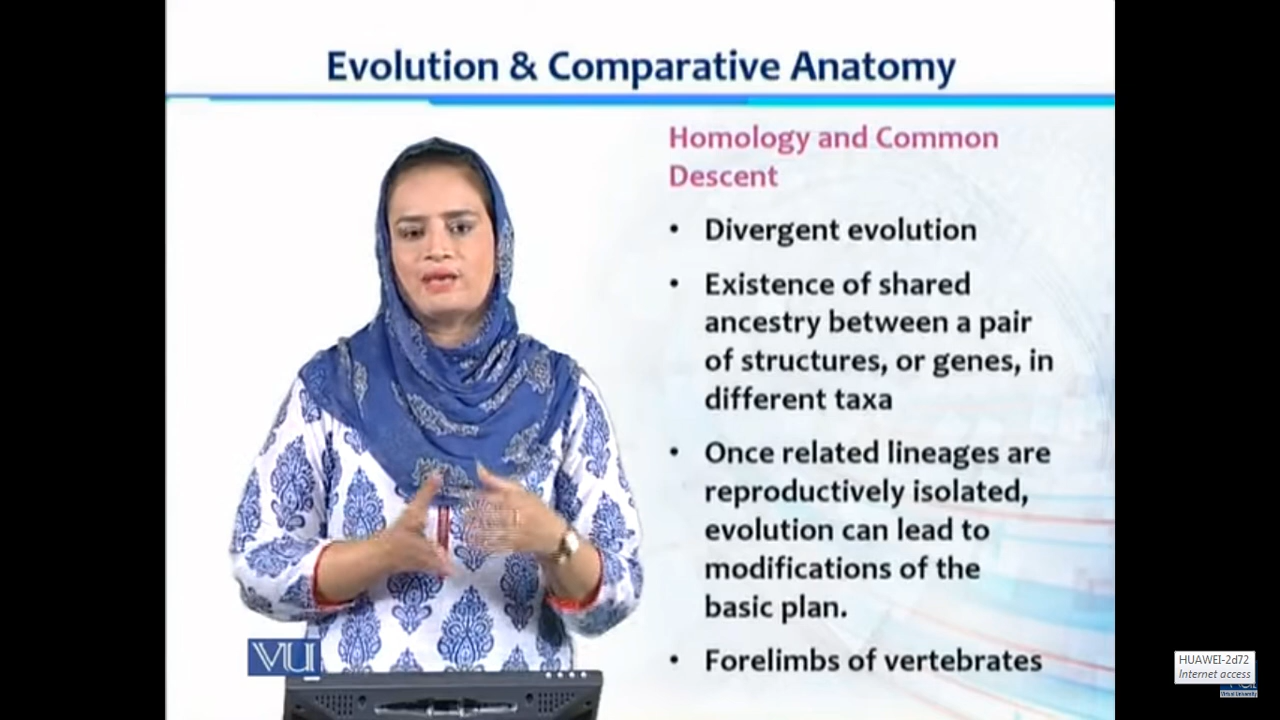 Evolution & Comparative Anatomy
Homology and Common
Descent
• Divergent evolution
• Existence of shared
ancestry between a pair
of structures, or genes, in
different taxa
• Once related lineages are
reproductively isolated,
evolution can lead to
modifications of the
basic plan.
• Forelimbs of vertebrates
VU
HUAWEI-2d72
Internet access
Virtual University